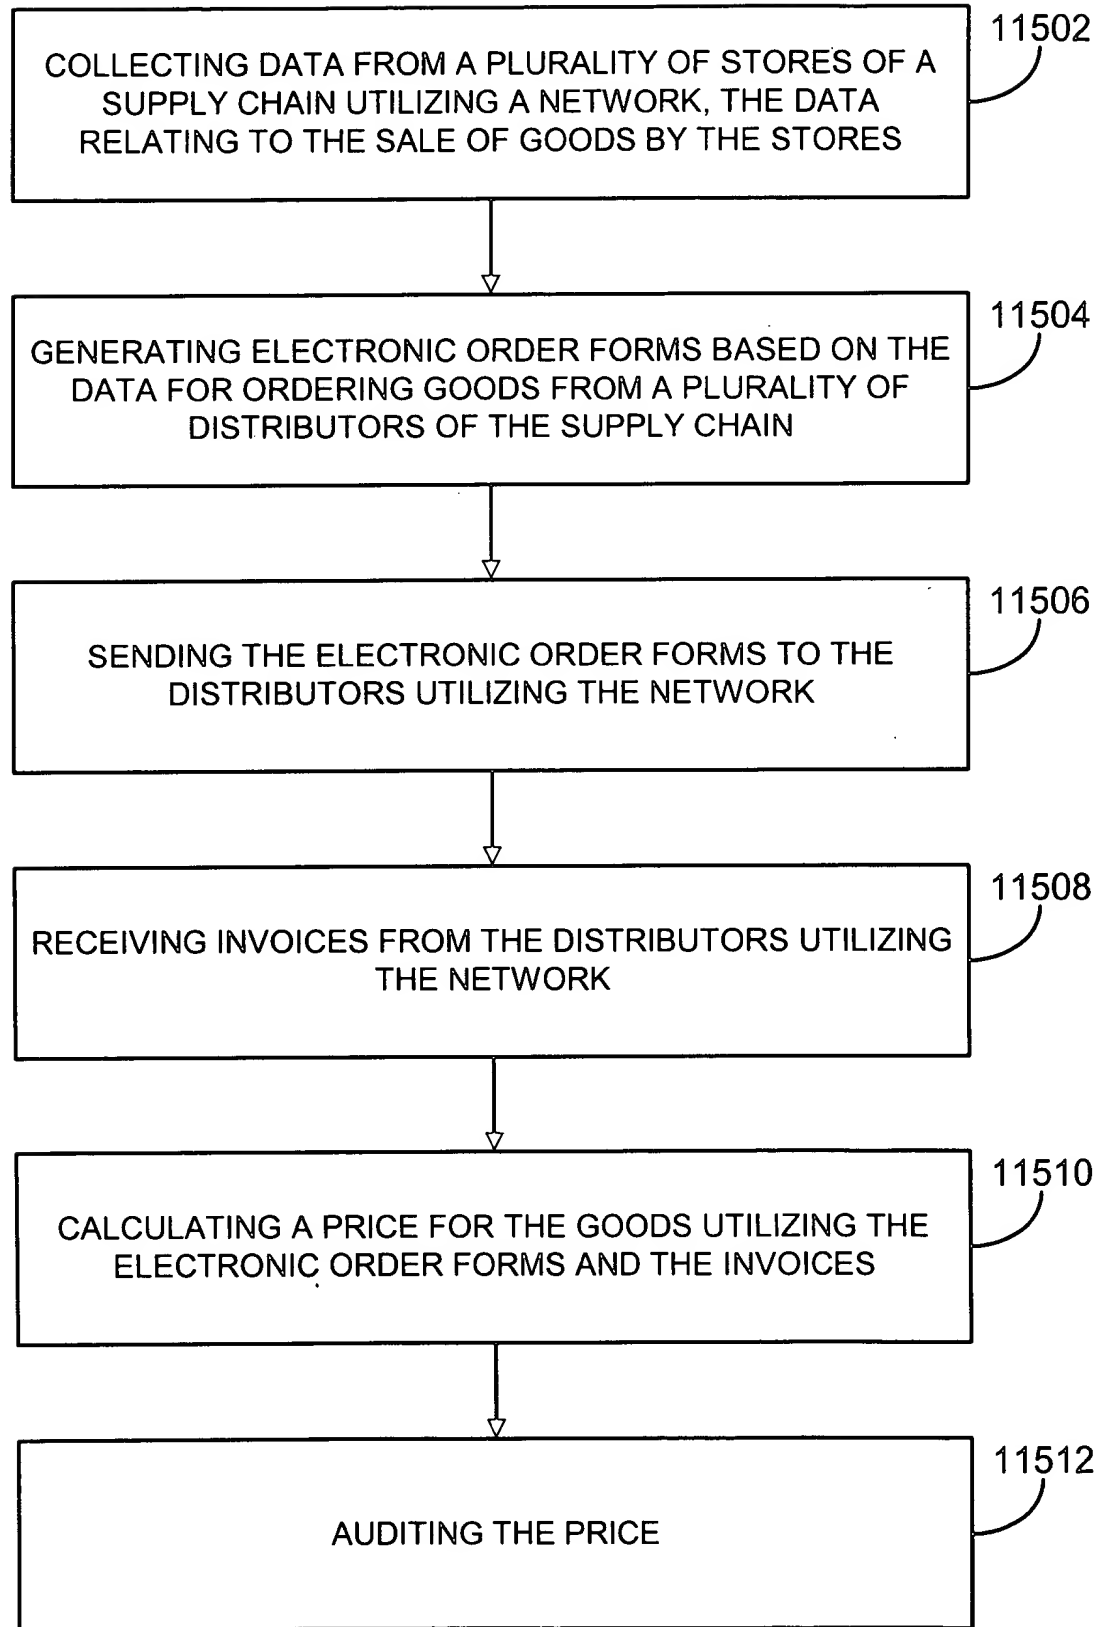 11502
COLLECTING DATA FROM A PLURALITY OF STORES OF A
SUPPLY CHAIN UTILIZING A NETWORK, THE DATA
RELATING TO THE SALE OF GOODS BY THE STORES
11504
GENERATING ELECTRONIC ORDER FORMS BASED ON THE
DATA FOR ORDERING GOODS FROM A PLURALITY OF
DISTRIBUTORS OF THE SUPPLY CHAIN
11506
SENDING THE ELECTRONIC ORDER FORMS TO THE
DISTRIBUTORS UTILIZING THE NETWORK
11508
RECEIVING INVOICES FROM THE DISTRIBUTORS UTILIZING
THE NETWORK
11510
CALCULATING A PRICE FOR THE GOODS UTILIZING THE
ELECTRONIC ORDER FORMS AND THE INVOICES
11512
AUDITING THE PRICE